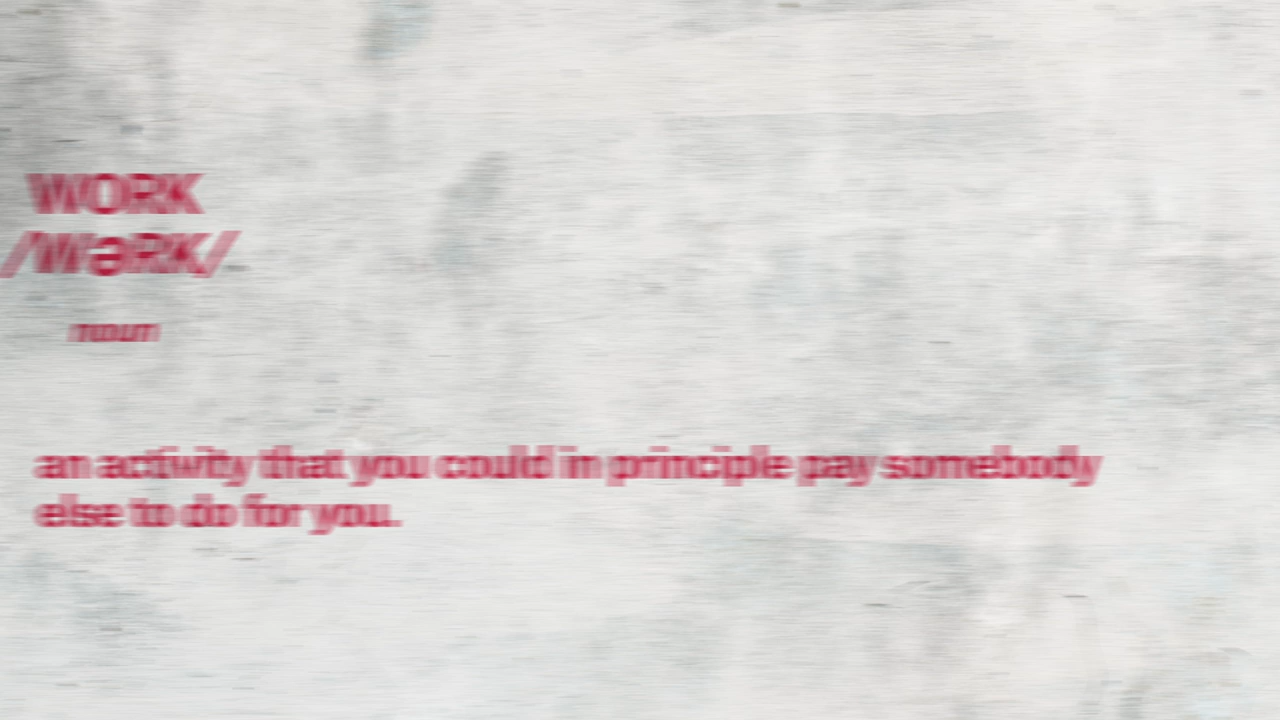 WORK
/WəRK/
noun
an activity that you could in principle pay somebody
else to do for you.